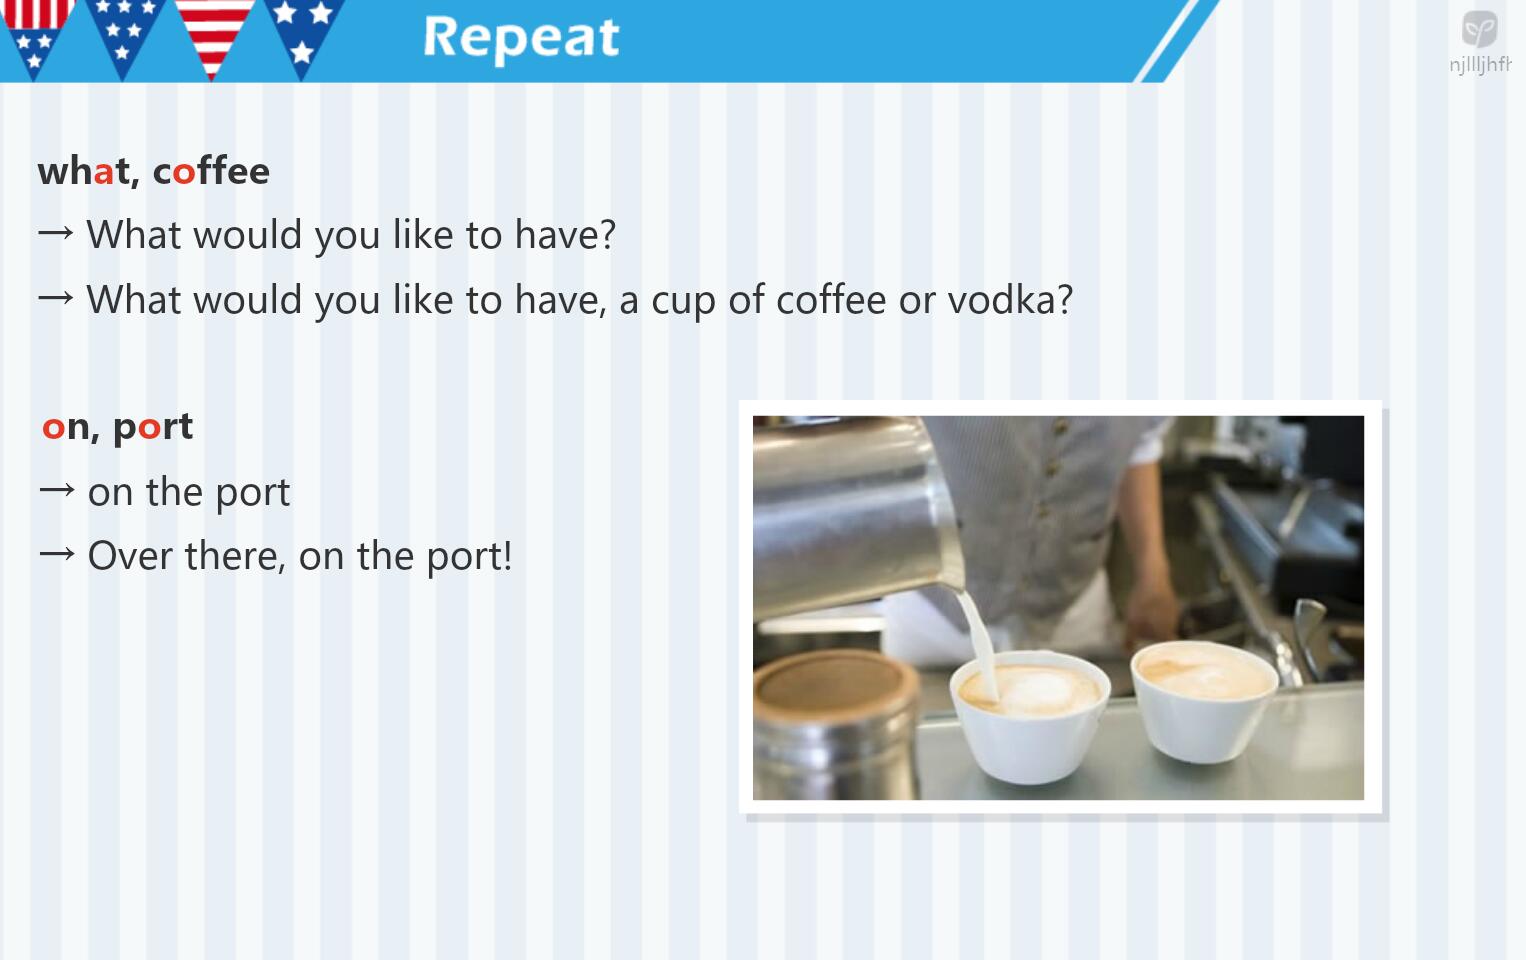 Repeat
njllljhfh
what, coffee
→ What would you like to have?
→ What would you like to have, a cup of coffee or vodka?
on, port
→ on the port
→ Over there, on the port!